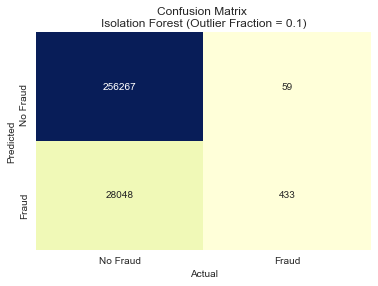 Confusion Matrix
Isolation Forest (Outlier Fraction = 0.1)
Predicted
No Fraud
256267
59
Fraud
28048
433
No Fraud
Fraud
Actual